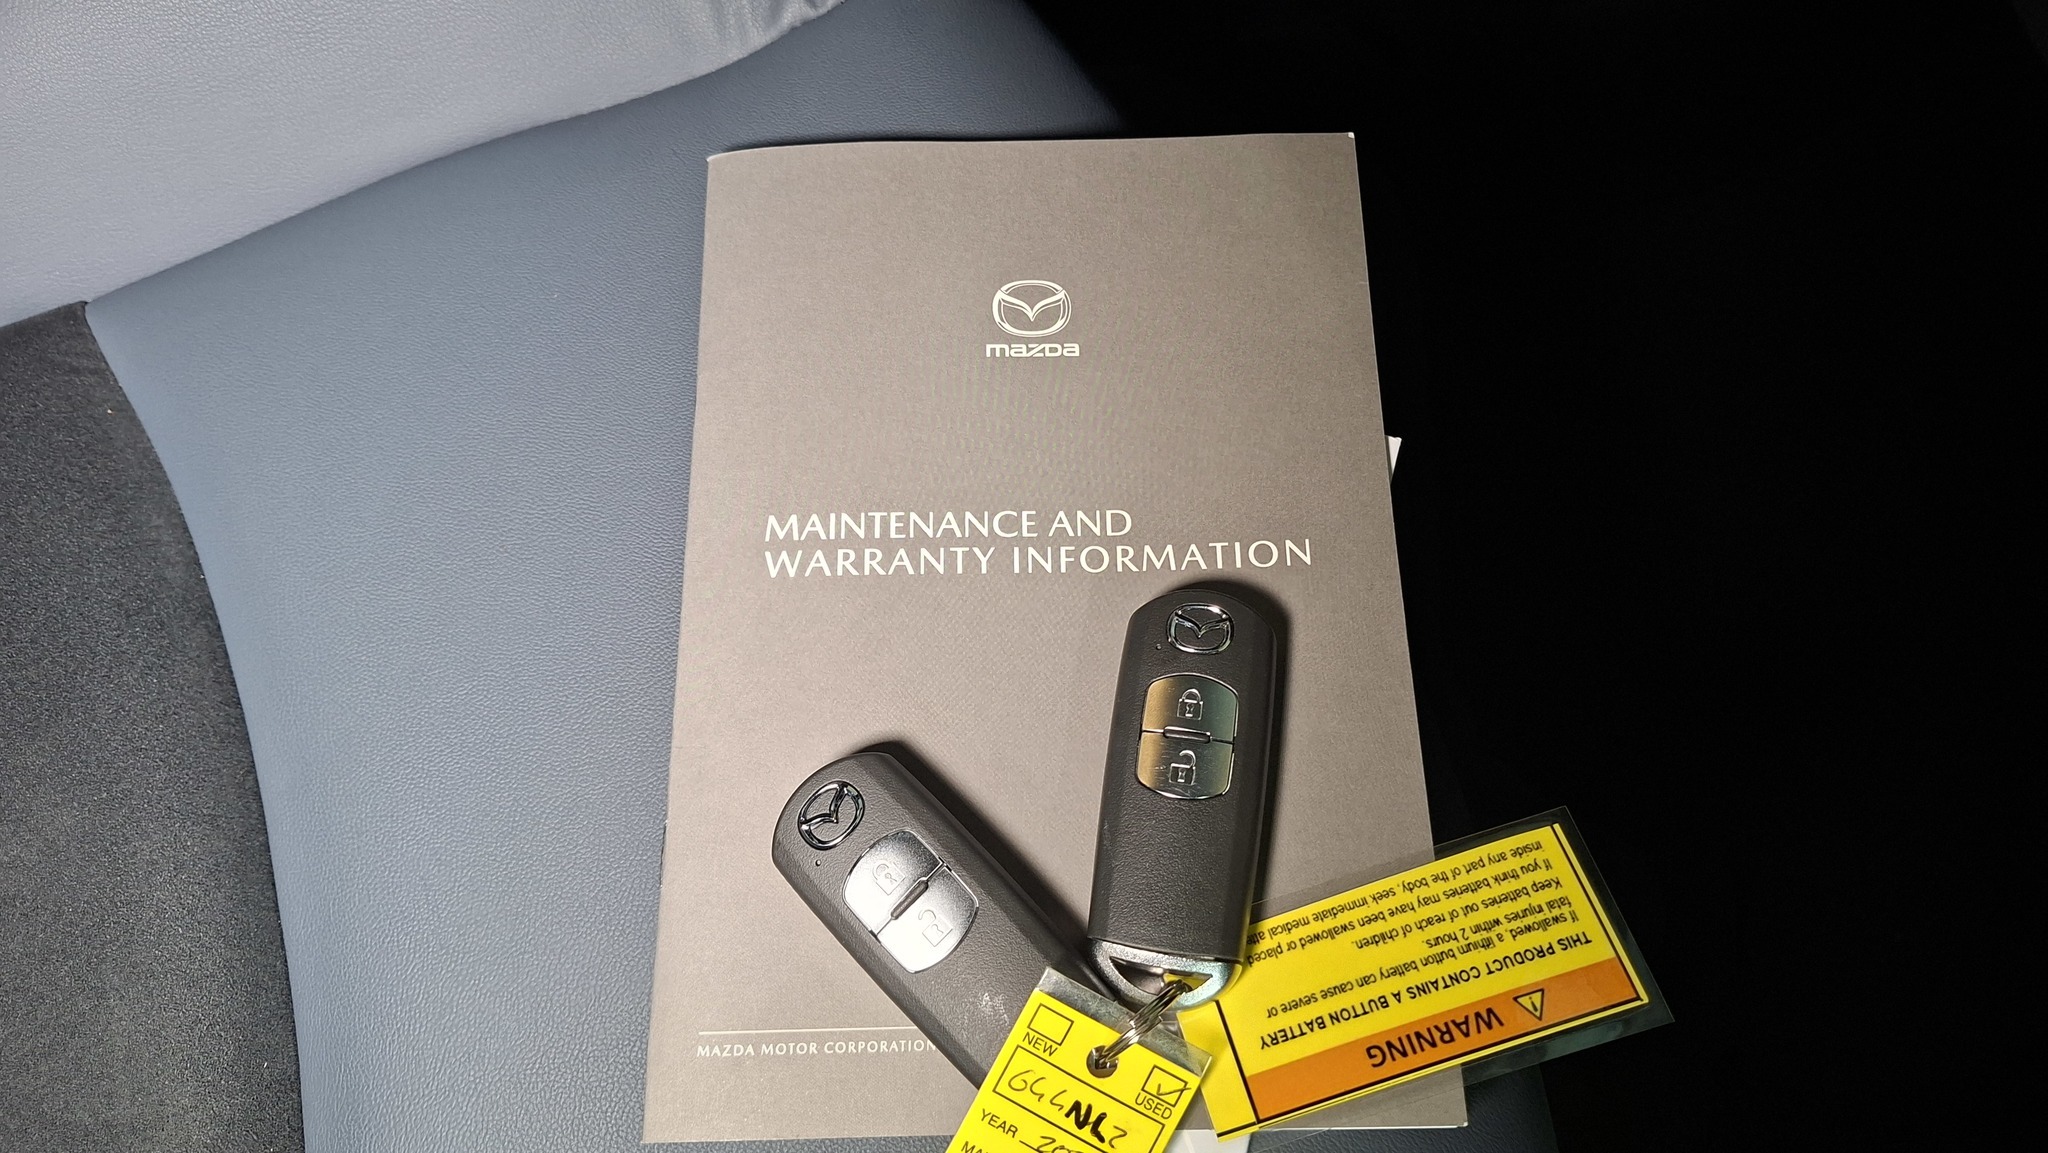 mazda
MAINTENANCE AND
WARRANTY INFORMATION
MAZDA MOTOR CORPORATION
NEW
USED
YEAR
WARNING
THIS PRODUCT CONTAINS A BUTTON BATTERY
If swallowed, a lithium button battery can cause severe or
fatal injuries within 2 hours.
Keep batteries out of reach of children.
If you think batteries may have been swallowed or placed
inside any part of the body, seek immediate medical